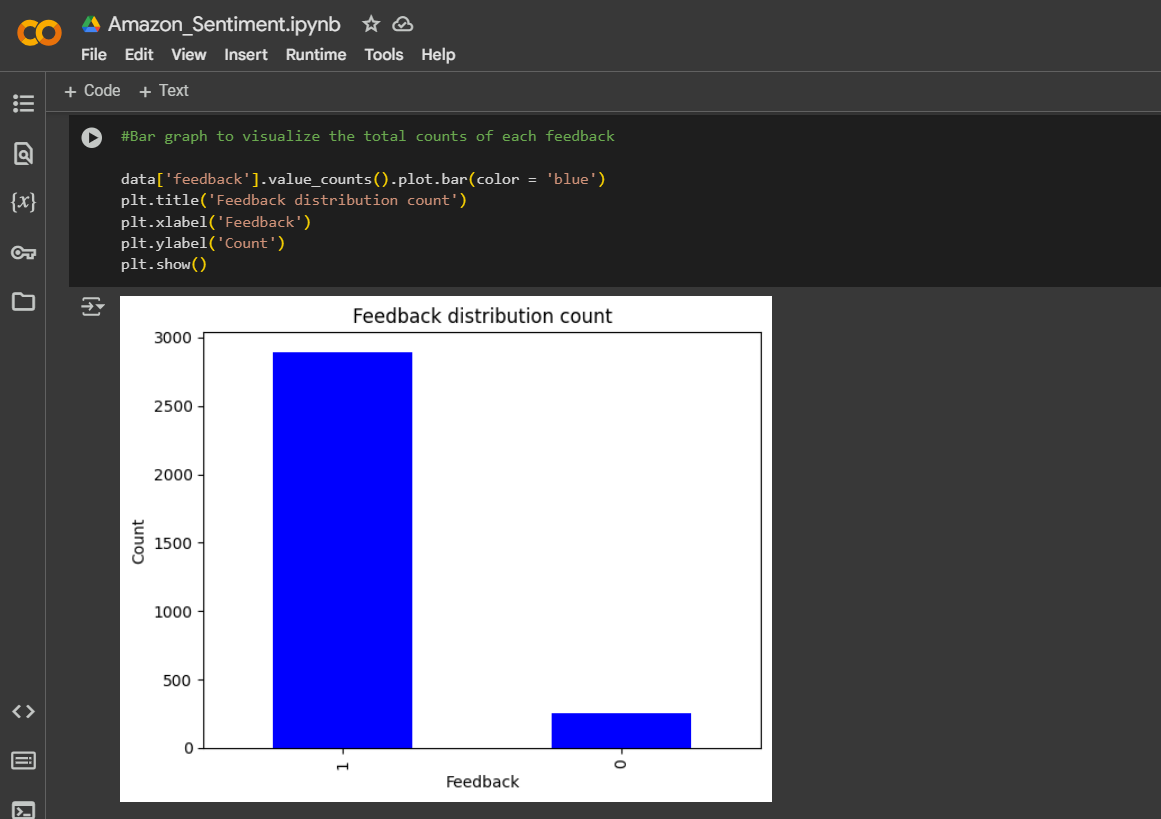 Amazon_Sentiment.ipynb
File Edit View Insert Runtime Tools Help
+ Code + Text
#Bar graph to visualize the total counts of each feedback
data['feedback'].value_counts().plot.bar(color = 'blue')
plt.title('Feedback distribution count')
plt.xlabel('Feedback')
plt.ylabel('Count')
plt.show()
{x}
Feedback distribution count
3000
2500
2000
1500
1000
500
0
Count
1 0
Feedback